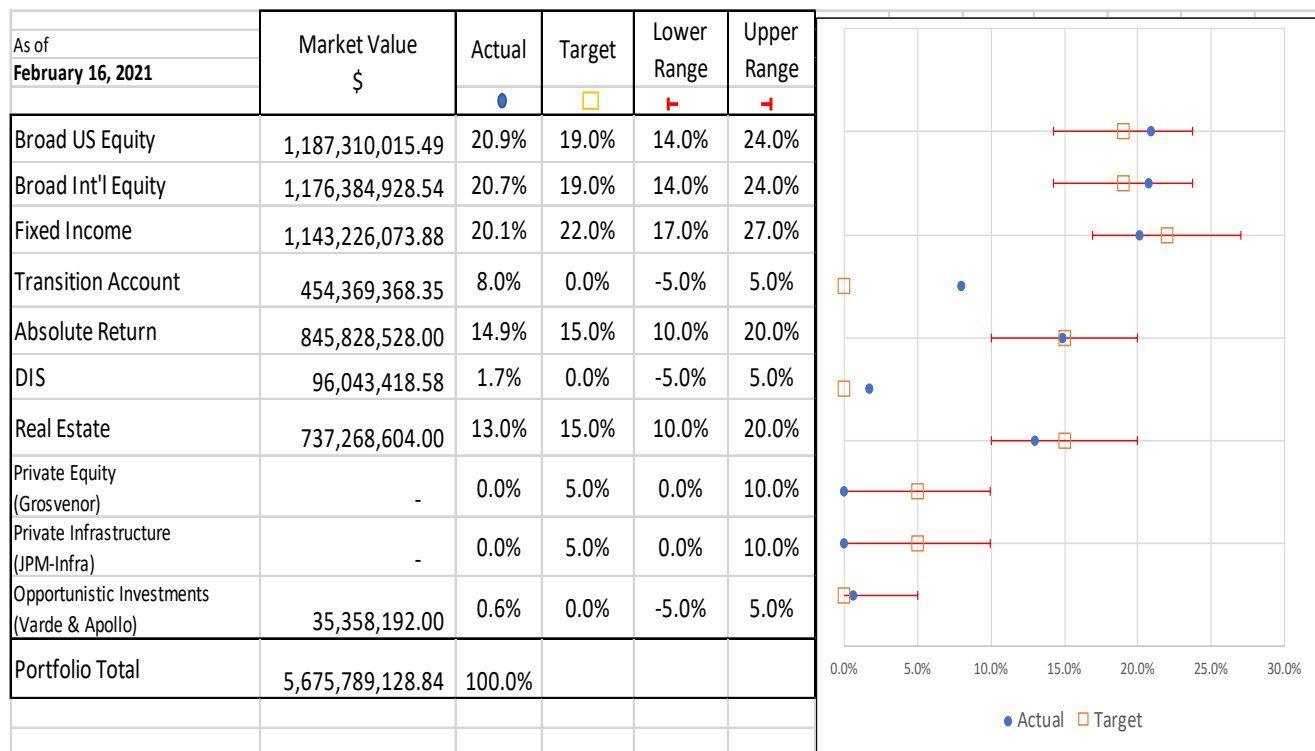 As of
February 16, 2021
Market Value
$
Actual
Target
Lower
Range
Upper
Range
Broad US Equity 1,187,310,015.49 20.9% 19.0% 14.0% 24.0%
Broad Int'l Equity 1,176,384,928.54 20.7% 19.0% 14.0% 24.0%
Fixed Income 1,143,226,073.88 20.1% 22.0% 17.0% 27.0%
Transition Account 454,369,368.35 8.0% 0.0% -5.0% 5.0%
Absolute Return 845,828,528.00 14.9% 15.0% 10.0% 20.0%
DIS 96,043,418.58 1.7% 0.0% -5.0% 5.0%
Real Estate 737,268,604.00 13.0% 15.0% 10.0% 20.0%
Private Equity
(Grosvenor) - 0.0% 5.0% 0.0% 10.0%
Private Infrastructure
(JPM-Infra) - 0.0% 5.0% 0.0% 10.0%
Opportunistic Investments
(Varde & Apollo) 35,358,192.00 0.6% 0.0% -5.0% 5.0%
Portfolio Total 5,675,789,128.84 100.0%
0.0% 5.0% 10.0% 15.0% 20.0% 25.0% 30.0%
Actual Target